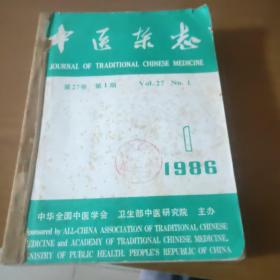 中医杂志
JOURNAL OF TRADITIONAL CHINESE MEDICINE
第27卷 第1期 Vol.27 No.1
1
1986
中华全国中医学会 卫生部中医研究院 主办
Sponsored by ALL-CHINA ASSOCIATION OF TRADITIONAL CHINESE
MEDICINE and ACADEMY OF TRADITIONAL CHINESE MEDICINE,
MINISTRY OF PUBLIC HEALTH, PEOPLE'S REPUBLIC OF CHINA